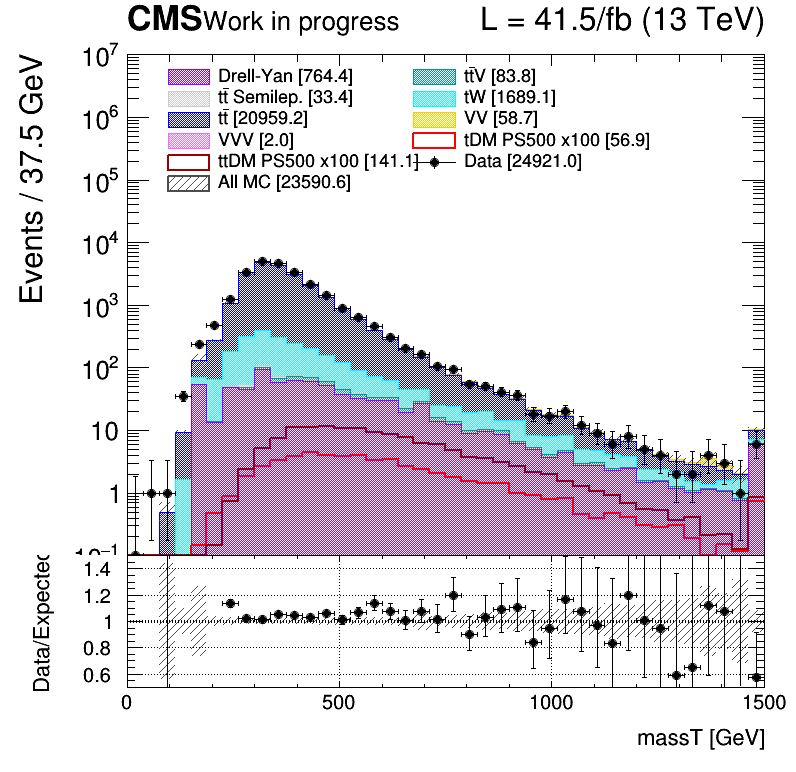 CMS Work in progress L = 41.5/fb (13 TeV)
Events / 37.5 GeV
10⁷
10⁶
10⁵
10⁴
10³
10²
10
1
10⁻¹
Drell-Yan [764.4] tt̄V [83.8]
tt̄ Semilep. [33.4] tW [1689.1]
tt̄ [20959.2] VV [58.7]
VVV [2.0] tDM PS500 x100 [56.9]
ttDM PS500 x100 [141.1] Data [24921.0]
All MC [23590.6]
Data/Expected
1.4
1.2
1
0.8
0.6
0 500 1000 1500
massT [GeV]